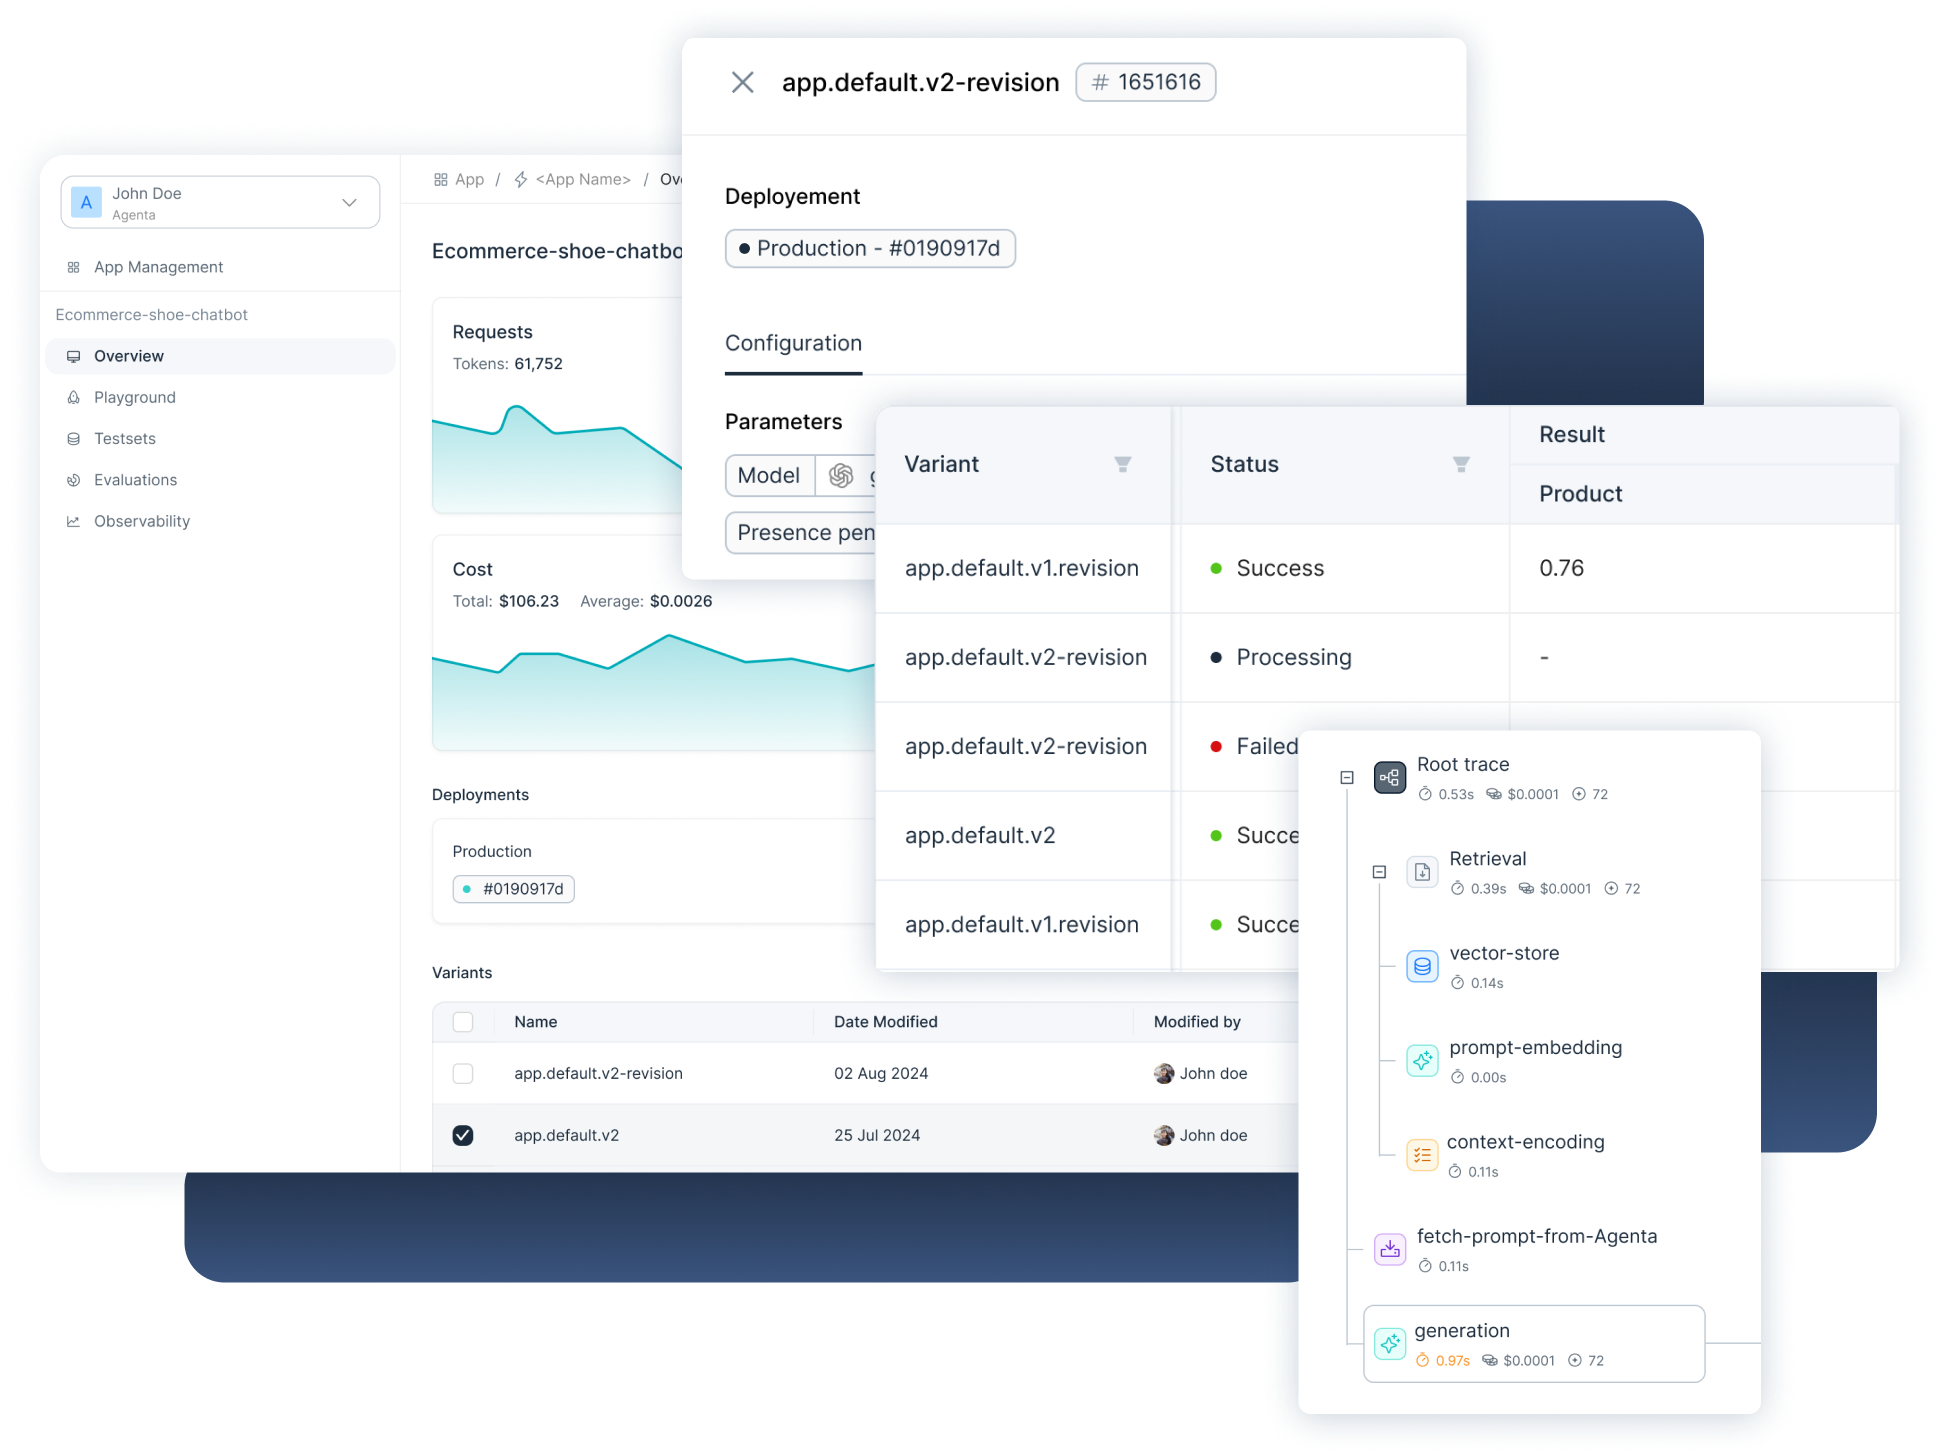 A
John Doe
Agenta
App Management
Ecommerce-shoe-chatbot
Overview
Playground
Testsets
Evaluations
Observability
App / <App Name> /
Ecommerce-shoe-chatbo
Requests
Tokens: 61,752
Cost
Total: $106.23 Average: $0.0026
Deployments
Production
#0190917d
Variants
Name Date Modified Modified by
app.default.v2-revision 02 Aug 2024 John doe
app.default.v2 25 Jul 2024 John doe
app.default.v2-revision # 1651616
Deployement
Production - #0190917d
Configuration
Parameters
Model
Presence pen
Variant Status Result
Product
app.default.v1.revision Success 0.76
app.default.v2-revision Processing -
app.default.v2-revision Failed
app.default.v2 Succe
app.default.v1.revision Succe
Root trace
0.53s $0.0001 72
Retrieval
0.39s $0.0001 72
vector-store
0.14s
prompt-embedding
0.00s
context-encoding
0.11s
fetch-prompt-from-Agenta
0.11s
generation
0.97s $0.0001 72